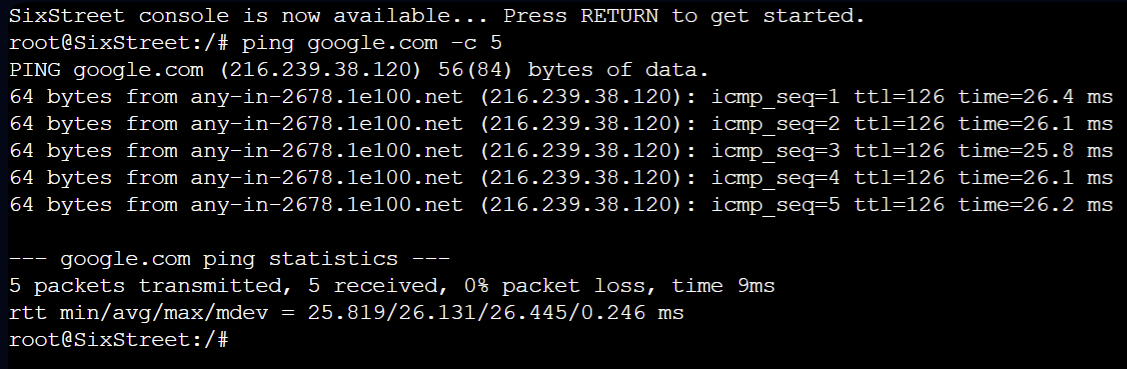 SixStreet console is now available... Press RETURN to get started.
root@SixStreet:/# ping google.com -c 5
PING google.com (216.239.38.120) 56(84) bytes of data.
64 bytes from any-in-2678.1e100.net (216.239.38.120): icmp_seq=1 ttl=126 time=26.4 ms
64 bytes from any-in-2678.1e100.net (216.239.38.120): icmp_seq=2 ttl=126 time=26.1 ms
64 bytes from any-in-2678.1e100.net (216.239.38.120): icmp_seq=3 ttl=126 time=25.8 ms
64 bytes from any-in-2678.1e100.net (216.239.38.120): icmp_seq=4 ttl=126 time=26.1 ms
64 bytes from any-in-2678.1e100.net (216.239.38.120): icmp_seq=5 ttl=126 time=26.2 ms

--- google.com ping statistics ---
5 packets transmitted, 5 received, 0% packet loss, time 9ms
rtt min/avg/max/mdev = 25.819/26.131/26.445/0.246 ms
root@SixStreet:/#